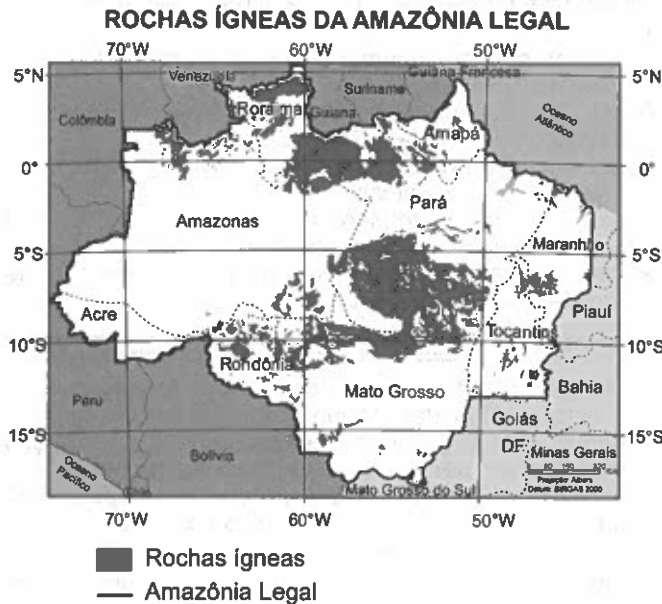 ROCHAS ÍGNEAS DA AMAZÔNIA LEGAL
70°W 60°W 50°W
5°N 5°N
Venezuela
Guiana Francesa
Suriname
Roraima
Guiana
Colômbia
Amapá
Oceano
Atlântico
0° 0°
Amazonas
Pará
5°S 5°S
Maranhão
Acre
Piauí
Tocantins
10°S 10°S
Rondônia
Peru
Mato Grosso
Bahia
Goiás
15°S 15°S
Bolívia
DF
Minas Gerais
Oceano
Pacífico
Projeção: Albers
Datum: SIRGAS 2000
Mato Grosso do Sul
70°W 60°W 50°W
Rochas ígneas
Amazônia Legal